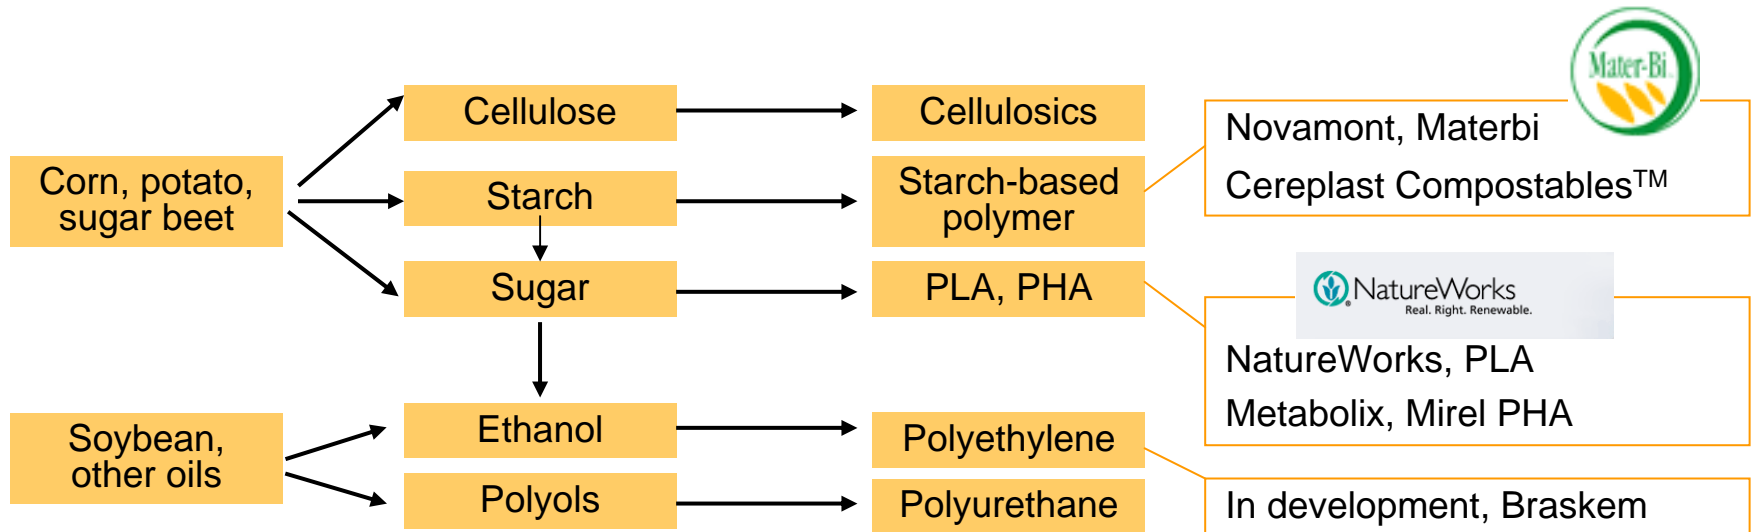 Mater-Bi
Cellulose
Cellulosics
Novamont, Materbi
Cereplast Compostables™
Corn, potato,
sugar beet
Starch
Starch-based
polymer
Sugar
PLA, PHA
NatureWorks
Real. Right. Renewable.
NatureWorks, PLA
Metabolix, Mirel PHA
Soybean,
other oils
Ethanol
Polyethylene
Polyols
Polyurethane
In development, Braskem